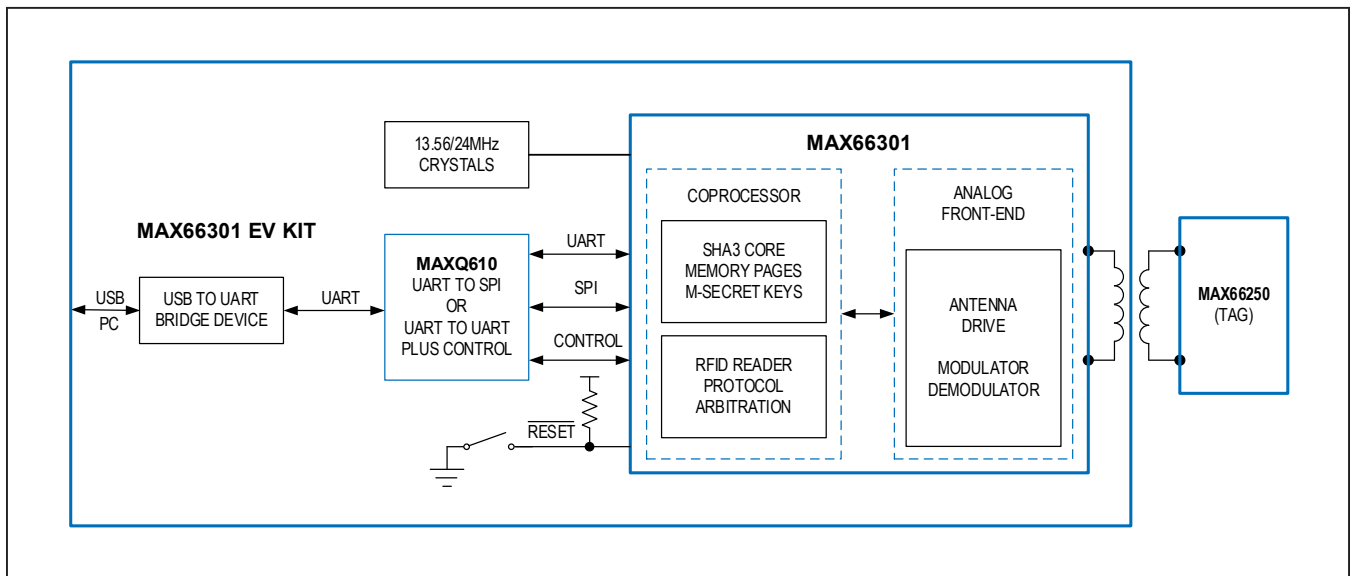 MAX66301 EV KIT
USB
PC
USB TO UART
BRIDGE DEVICE
UART
13.56/24MHz
CRYSTALS
MAXQ610
UART TO SPI
OR
UART TO UART
PLUS CONTROL
UART
SPI
CONTROL
RESET
MAX66301
COPROCESSOR
SHA3 CORE
MEMORY PAGES
M-SECRET KEYS
RFID READER
PROTOCOL
ARBITRATION
ANALOG
FRONT-END
ANTENNA
DRIVE
MODULATOR
DEMODULATOR
MAX66250
(TAG)